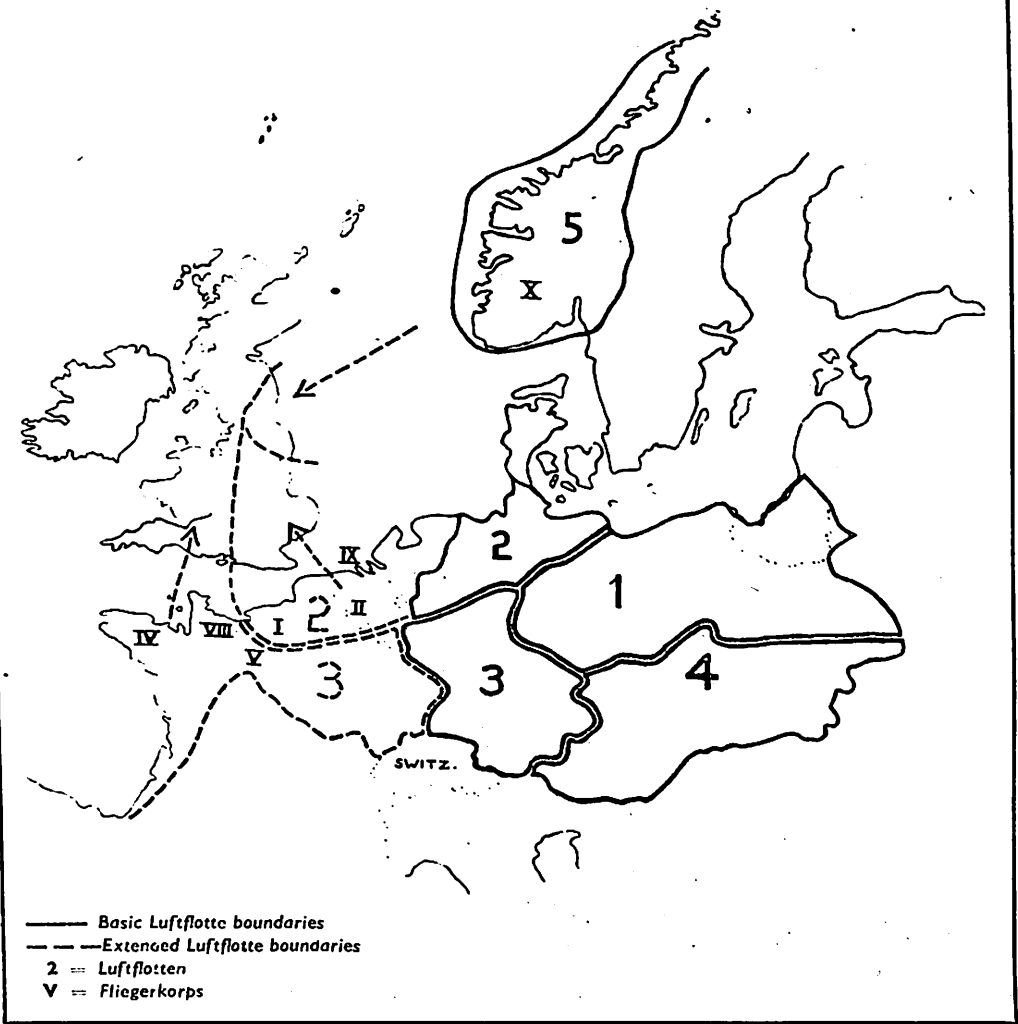 5
X
2
IX
1
2
II
I
IV
VIII
V
3
3
4
SWITZ.
Basic Luftflotte boundaries
Extended Luftflotte boundaries
2 = Luftflotten
V = Fliegerkorps